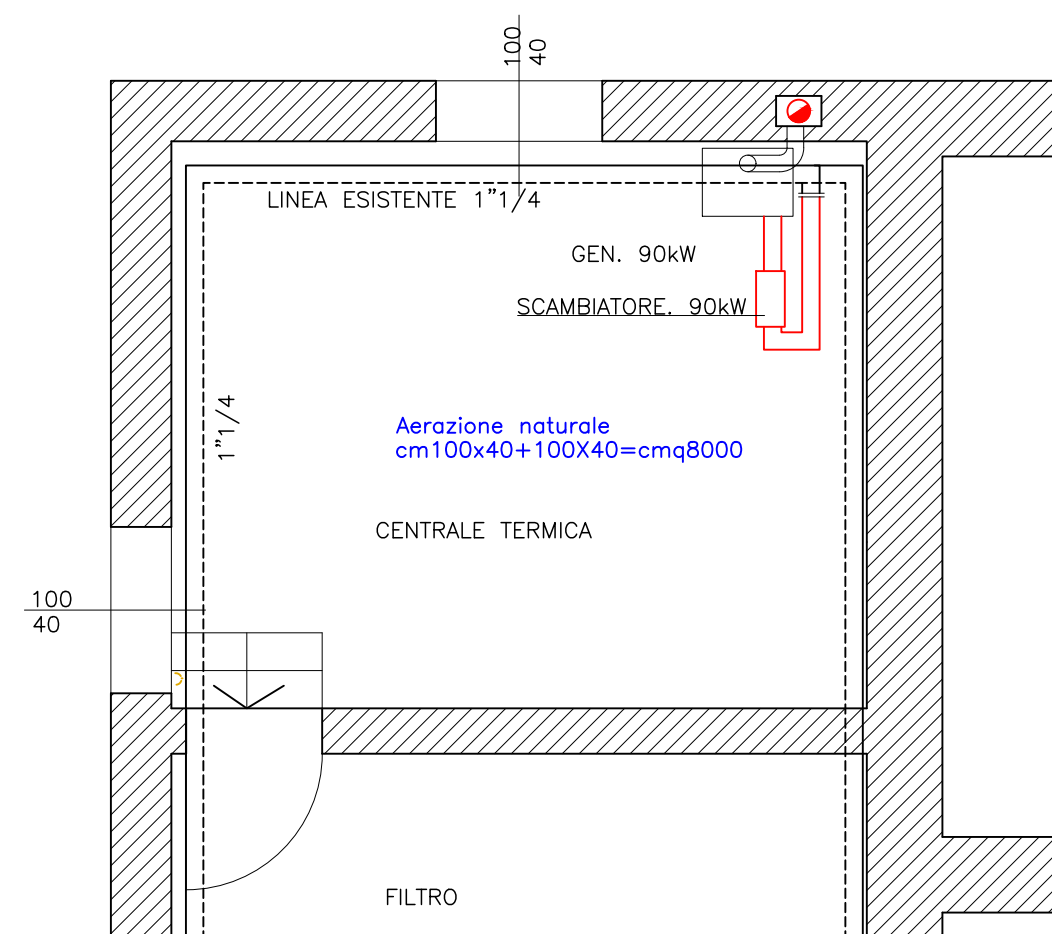 100
40
LINEA ESISTENTE 1"1/4
GEN. 90kW
SCAMBIATORE. 90kW
1"1/4
Aerazione naturale
cm100x40+100X40=cmq8000
CENTRALE TERMICA
100
40
FILTRO